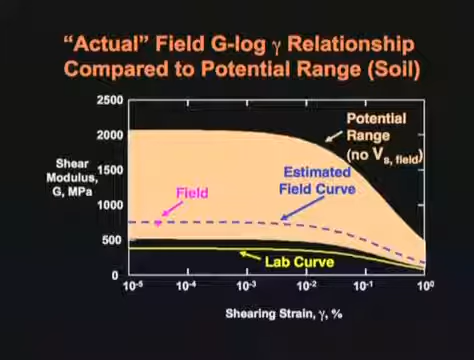 "Actual" Field G-log γ Relationship
Compared to Potential Range (Soil)
2500
2000
1500
1000
500
0
Shear
Modulus,
G, MPa
Potential
Range
(no Vs, field)
Estimated
Field Curve
Field
Lab Curve
10⁻⁵
10⁻⁴
10⁻³
10⁻²
10⁻¹
10⁰
Shearing Strain, γ, %